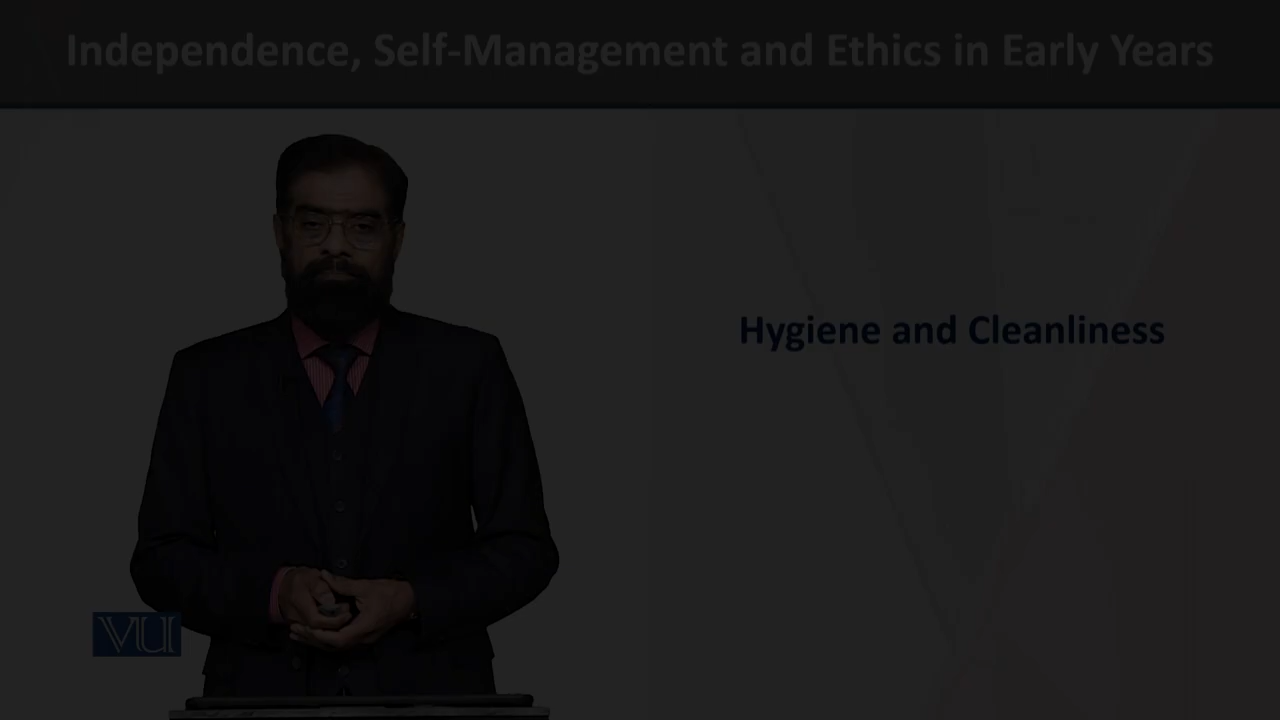 Independence, Self-Management and Ethics in Early Years
Hygiene and Cleanliness
VU